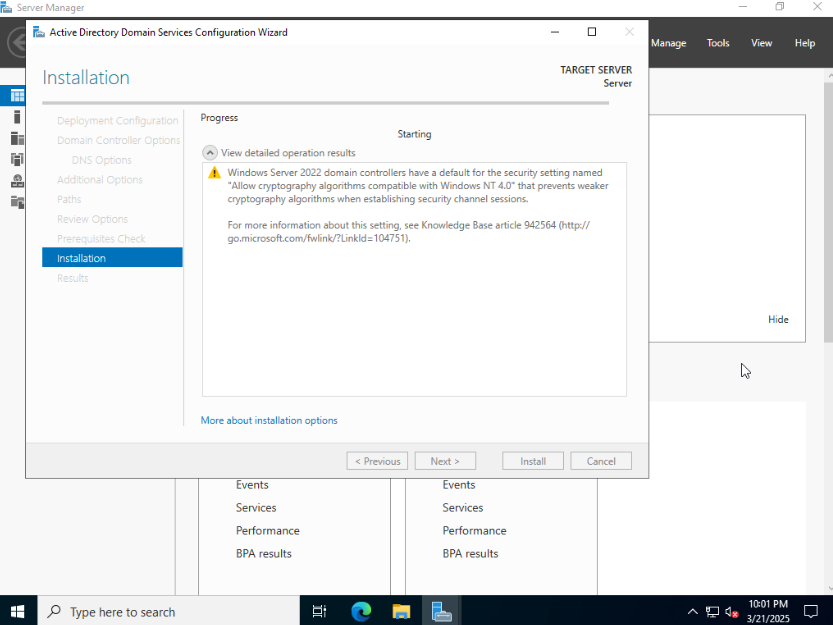 Server Manager
Active Directory Domain Services Configuration Wizard
Manage Tools View Help
Installation
TARGET SERVER
Server
Deployment Configuration
Domain Controller Options
DNS Options
Additional Options
Paths
Review Options
Prerequisites Check
Installation
Results
Progress
Starting
View detailed operation results
Windows Server 2022 domain controllers have a default for the security setting named
"Allow cryptography algorithms compatible with Windows NT 4.0" that prevents weaker
cryptography algorithms when establishing security channel sessions.
For more information about this setting, see Knowledge Base article 942564 (http://
go.microsoft.com/fwlink/?LinkId=104751).
More about installation options
< Previous Next > Install Cancel
Hide
Events
Services
Performance
BPA results
Events
Services
Performance
BPA results
Type here to search
10:01 PM
3/21/2025